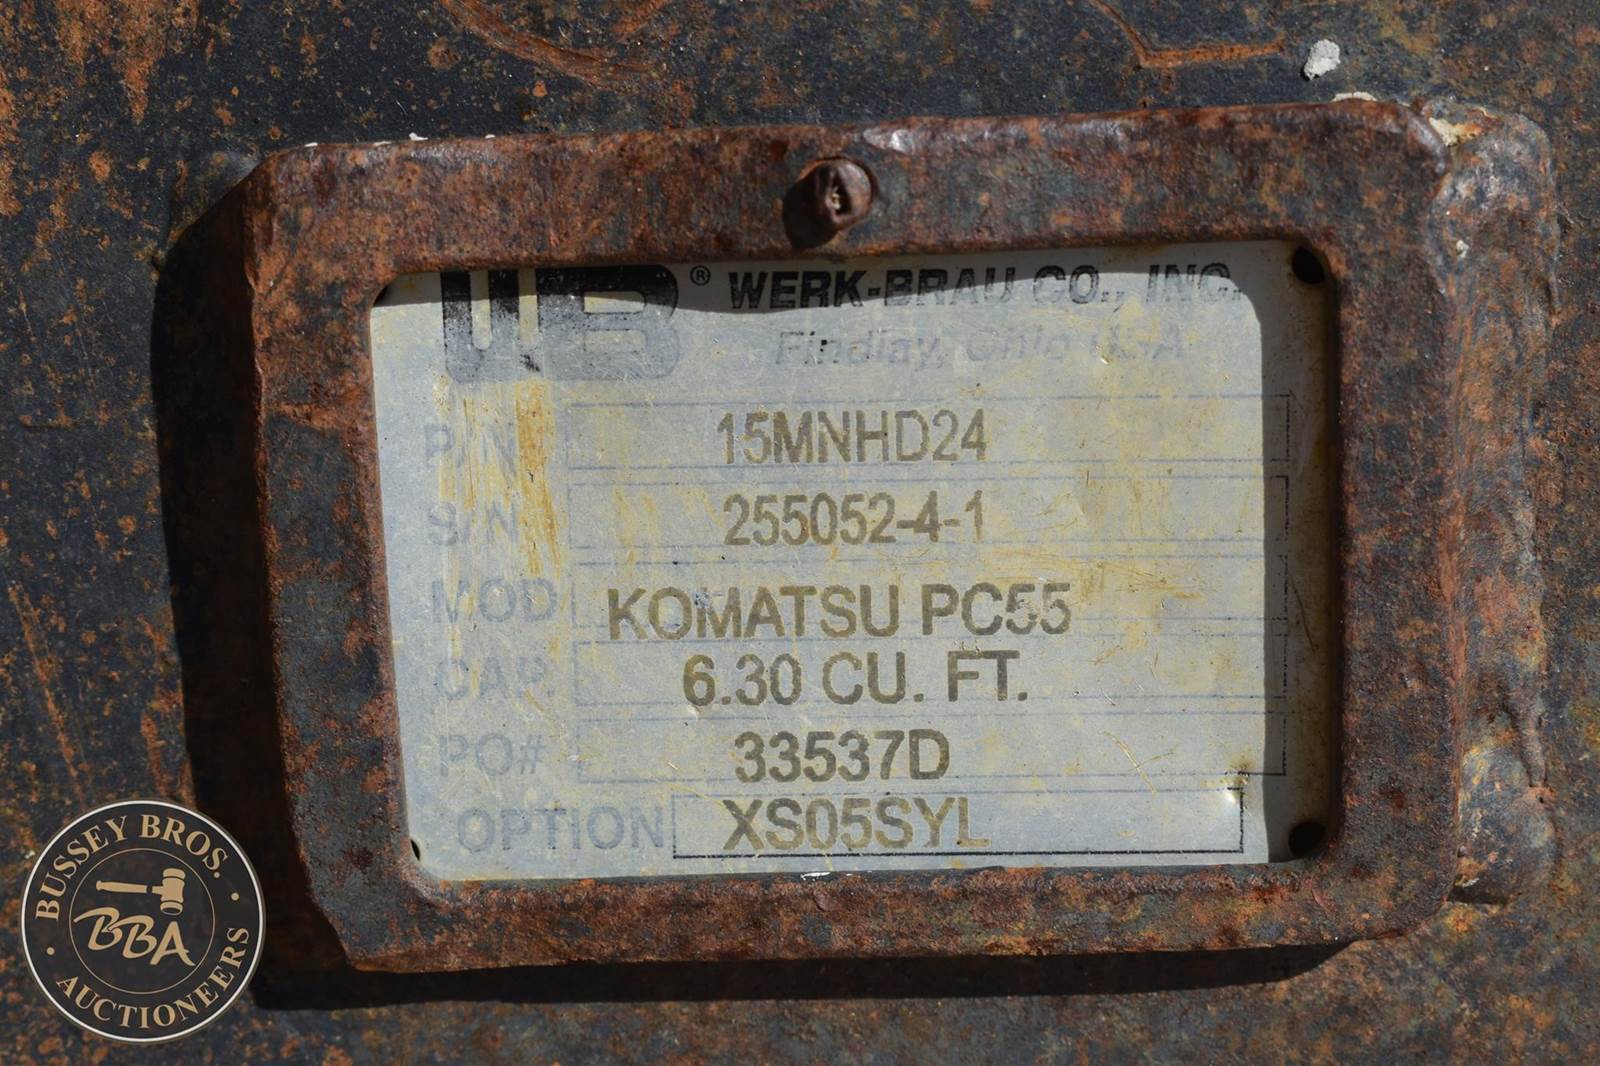 WB® WERK-BRAU CO., INC.
Findlay, Ohio U.S.A
P/N 15MNHD24
S/N 255052-4-1
MOD KOMATSU PC55
CAP. 6.30 CU. FT.
PO# 33537D
OPTION XS05SYL
BUSSEY BROS.
BBA
AUCTIONEERS